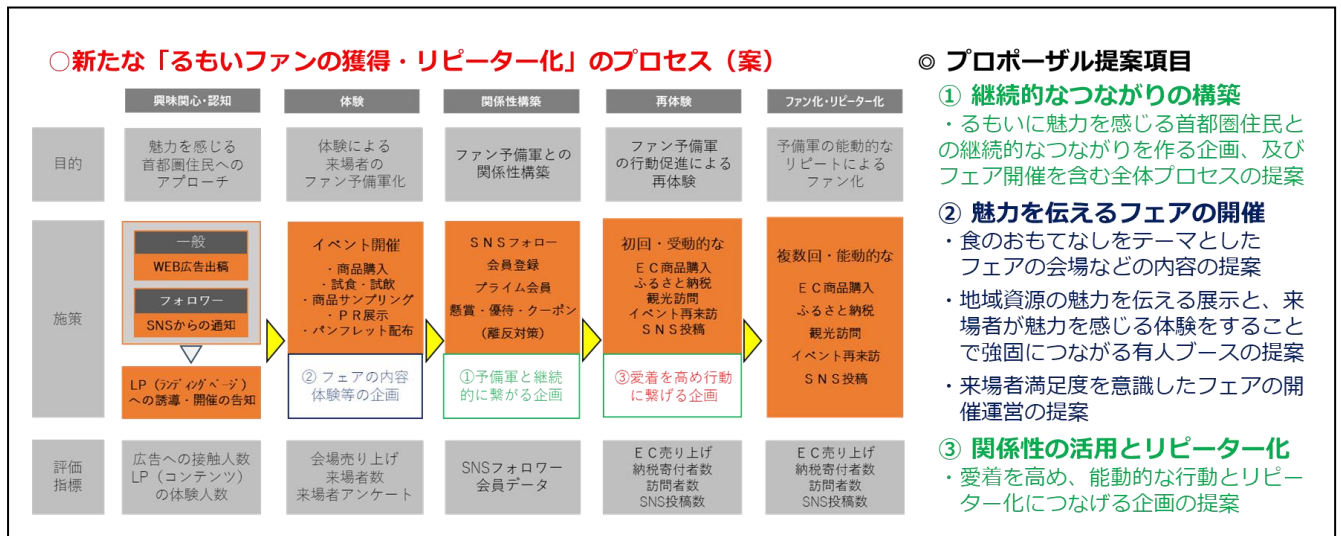 ○新たな「るもいファンの獲得・リピーター化」のプロセス（案）
興味関心・認知
体験
関係性構築
再体験
ファン化・リピーター化
目的
魅力を感じる
首都圏住民への
アプローチ
体験による
来場者の
ファン予備軍化
ファン予備軍との
関係性構築
ファン予備軍
の行動促進による
再体験
予備軍の能動的な
リピートによる
ファン化
施策
一般
WEB広告出稿
フォロワー
SNSからの通知
LP（ランディングページ）
への誘導・開催の告知
イベント開催
・商品購入
・試食・試飲
・商品サンプリング
・ＰＲ展示
・パンフレット配布
② フェアの内容
体験等の企画
ＳＮＳフォロー
会員登録
プライム会員
懸賞・優待・クーポン
（離反対策）
①予備軍と継続
的に繋がる企画
初回・受動的な
ＥＣ商品購入
ふるさと納税
観光訪問
イベント再来訪
ＳＮＳ投稿
③愛着を高め行動
に繋げる企画
複数回・能動的な
ＥＣ商品購入
ふるさと納税
観光訪問
イベント再来訪
ＳＮＳ投稿
評価
指標
広告への接触人数
LP（コンテンツ）
の体験人数
会場売り上げ
来場者数
来場者アンケート
SNSフォロワー
会員データ
ＥＣ売り上げ
納税寄付者数
訪問者数
SNS投稿数
ＥＣ売り上げ
納税寄付者数
訪問者数
SNS投稿数
◎ プロポーザル提案項目
① 継続的なつながりの構築
・るもいに魅力を感じる首都圏住民と
の継続的なつながりを作る企画、及び
フェア開催を含む全体プロセスの提案
② 魅力を伝えるフェアの開催
・食のおもてなしをテーマとした
フェアの会場などの内容の提案
・地域資源の魅力を伝える展示と、来
場者が魅力を感じる体験をすること
で強固につながる有人ブースの提案
・来場者満足度を意識したフェアの開
催運営の提案
③ 関係性の活用とリピーター化
・愛着を高め、能動的な行動とリピー
ター化につなげる企画の提案